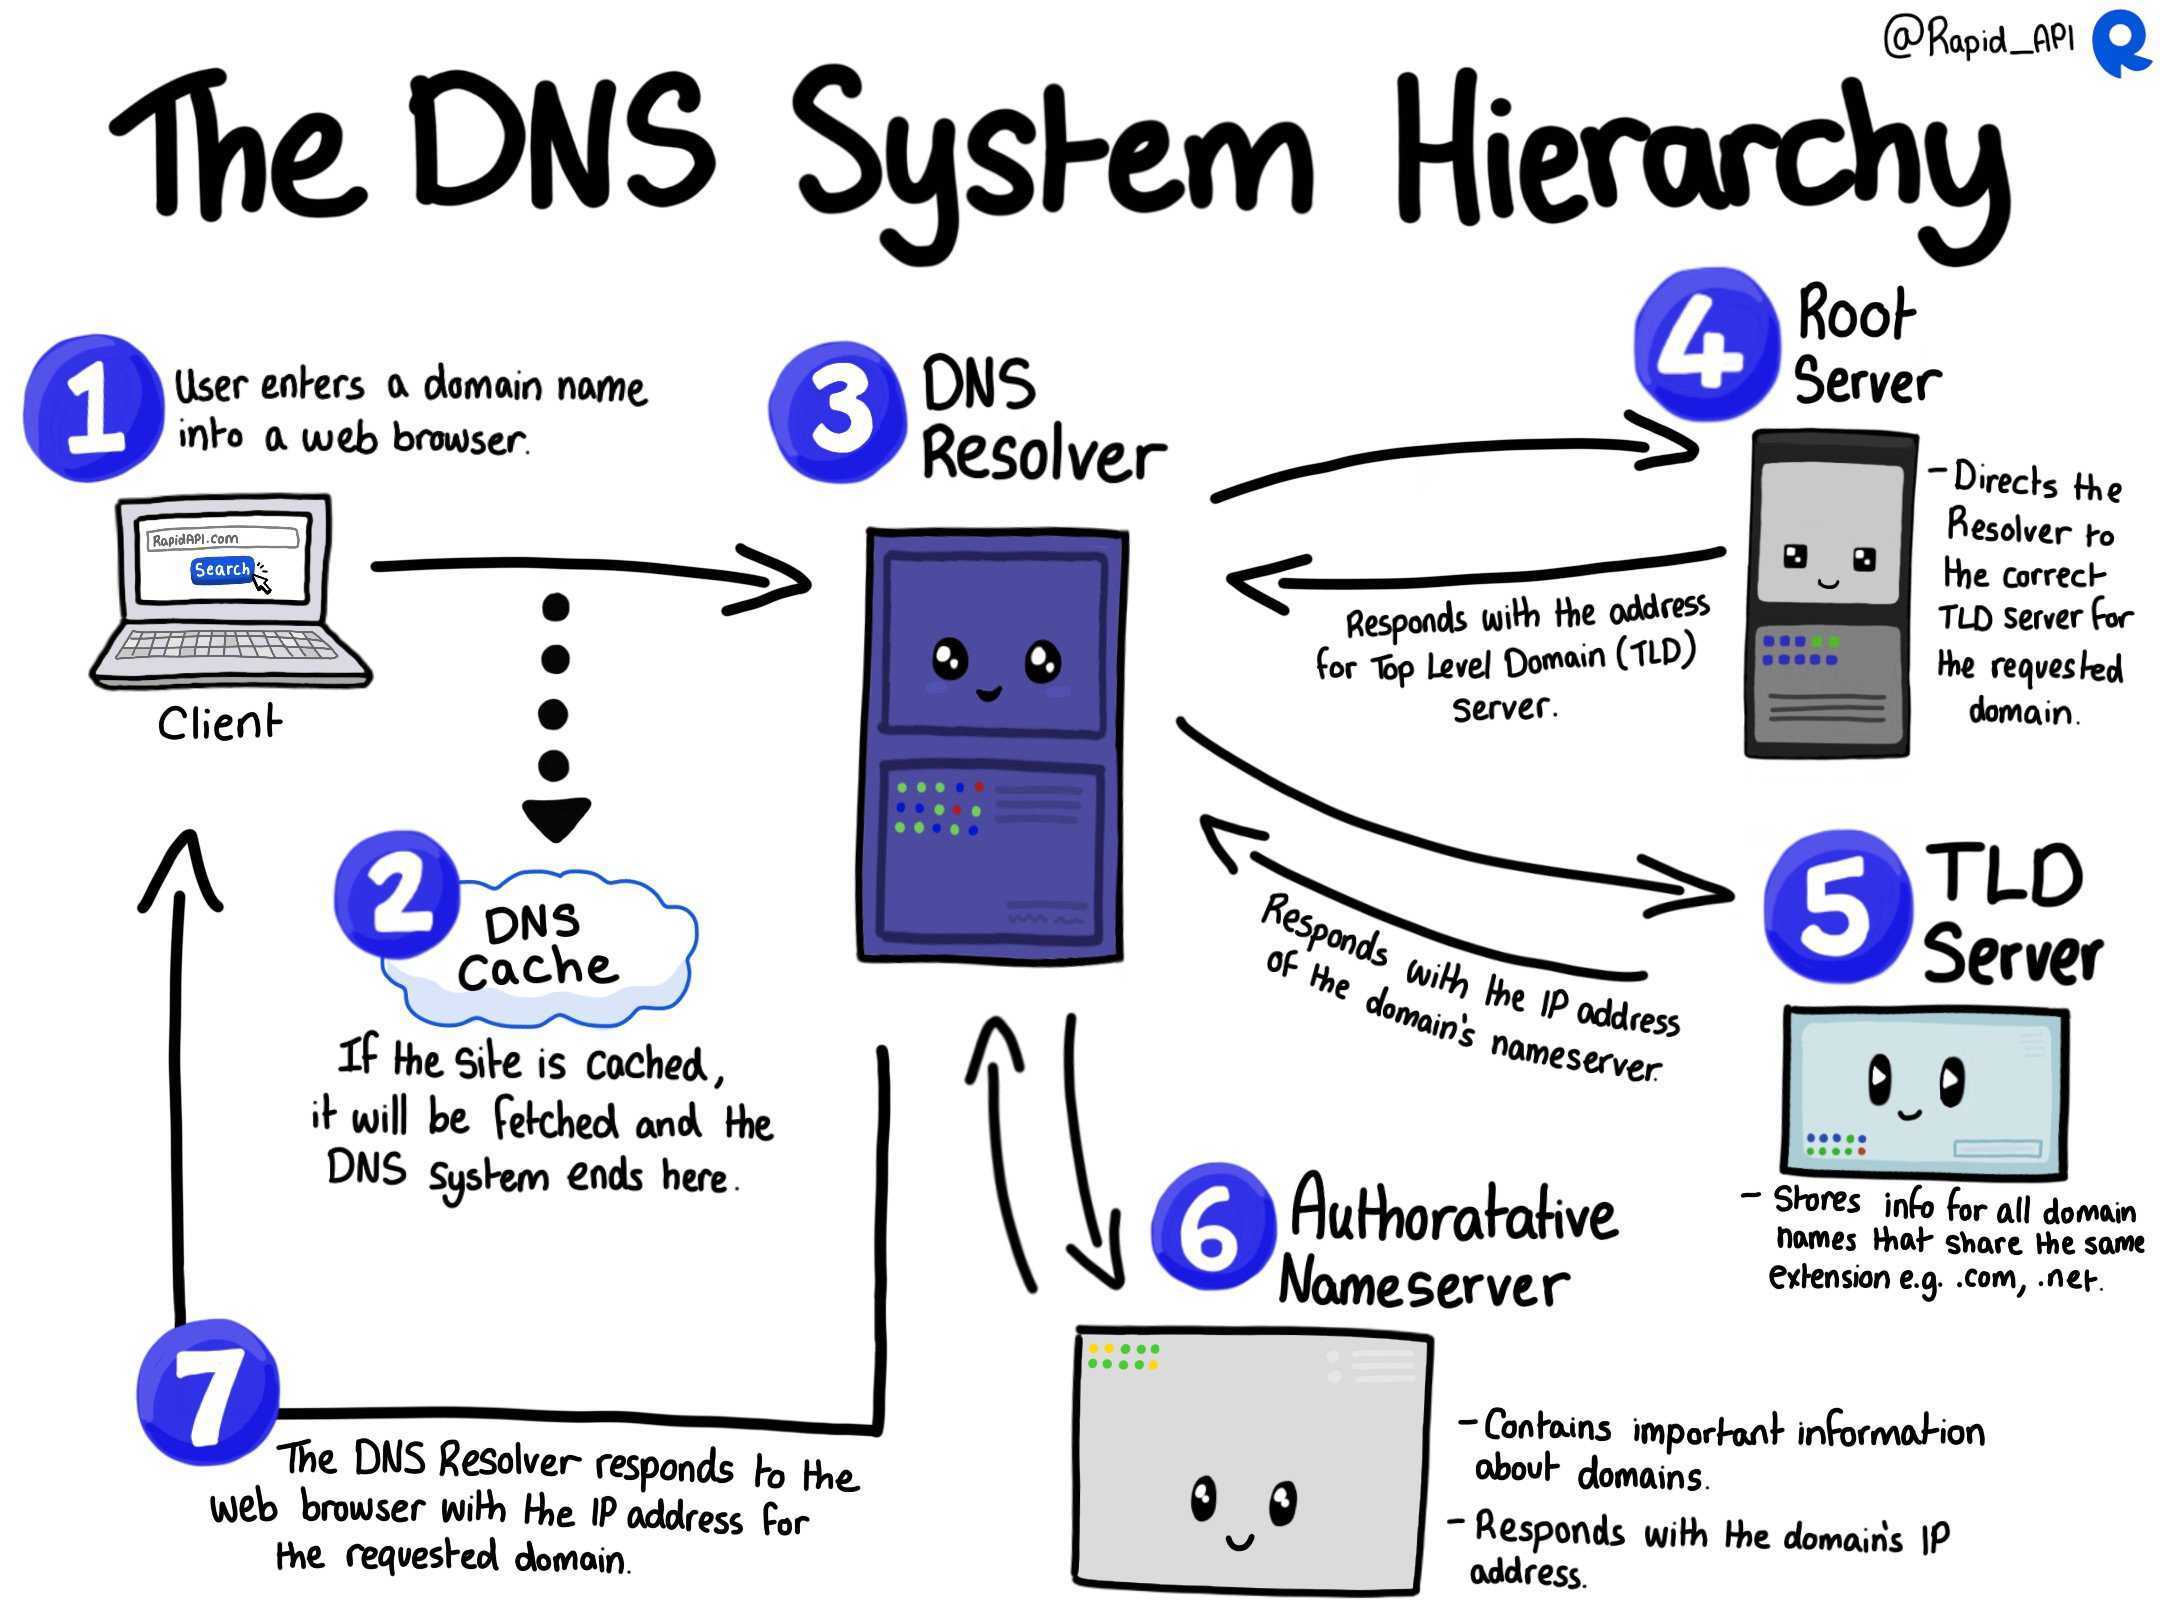 @Rapid_API
The DNS System Hierarchy
1
User enters a domain name
into a web browser.
RapidAPI.com
Search
Client
2
DNS
Cache
If the site is cached,
it will be fetched and the
DNS system ends here.
3
DNS
Resolver
4
Root
Server
- Directs the
Resolver to
the correct
TLD server for
the requested
domain.
Responds with the address
for Top Level Domain (TLD)
server.
5
TLD
Server
Responds with the IP address
of the domain's nameserver.
- Stores info for all domain
names that share the same
extension e.g. .com, .net.
6
Authoratative
Nameserver
- Contains important information
about domains.
- Responds with the domain's IP
address.
7
The DNS Resolver responds to the
web browser with the IP address for
the requested domain.